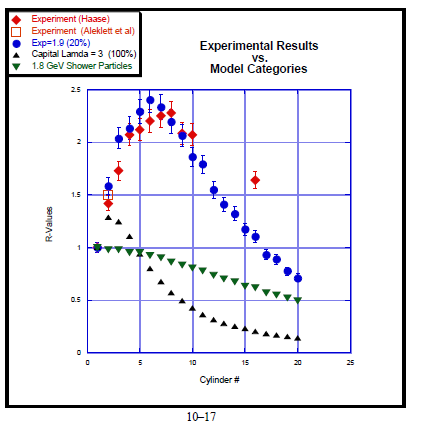 Experiment (Haase)
Experiment (Aleklett et al)
Exp=1.9 (20%)
Capital Lamda = 3 (100%)
1.8 GeV Shower Particles
Experimental Results
vs.
Model Categories
2.5
2
1.5
1
0.5
0
R-Values
0 5 10 15 20 25
Cylinder #
10–17